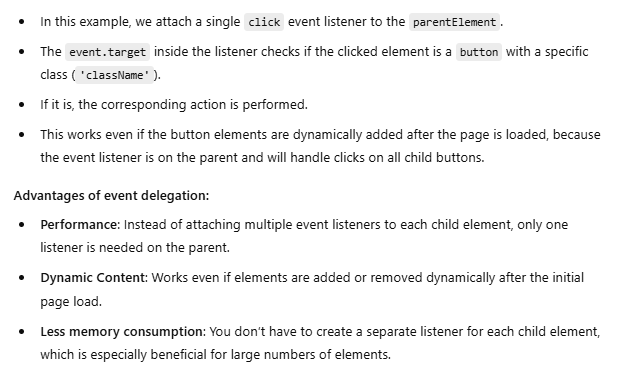 In this example, we attach a single click event listener to the parentElement.
The event.target inside the listener checks if the clicked element is a button with a specific
class ('className').
If it is, the corresponding action is performed.
This works even if the button elements are dynamically added after the page is loaded, because
the event listener is on the parent and will handle clicks on all child buttons.
Advantages of event delegation:
Performance: Instead of attaching multiple event listeners to each child element, only one
listener is needed on the parent.
Dynamic Content: Works even if elements are added or removed dynamically after the initial
page load.
Less memory consumption: You don't have to create a separate listener for each child element,
which is especially beneficial for large numbers of elements.